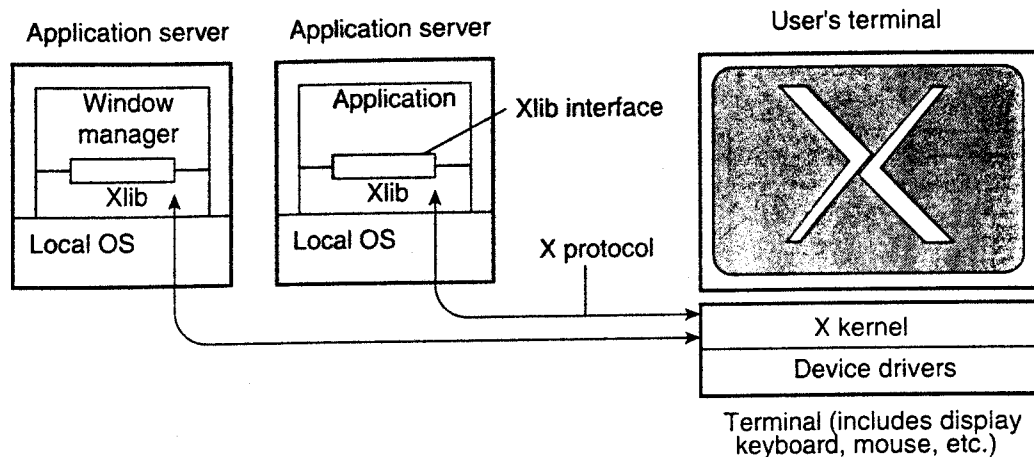 Application server
Application server
User's terminal
Window
manager
Xlib
Local OS
Application
Xlib
Local OS
Xlib interface
X protocol
X kernel
Device drivers
Terminal (includes display
keyboard, mouse, etc.)